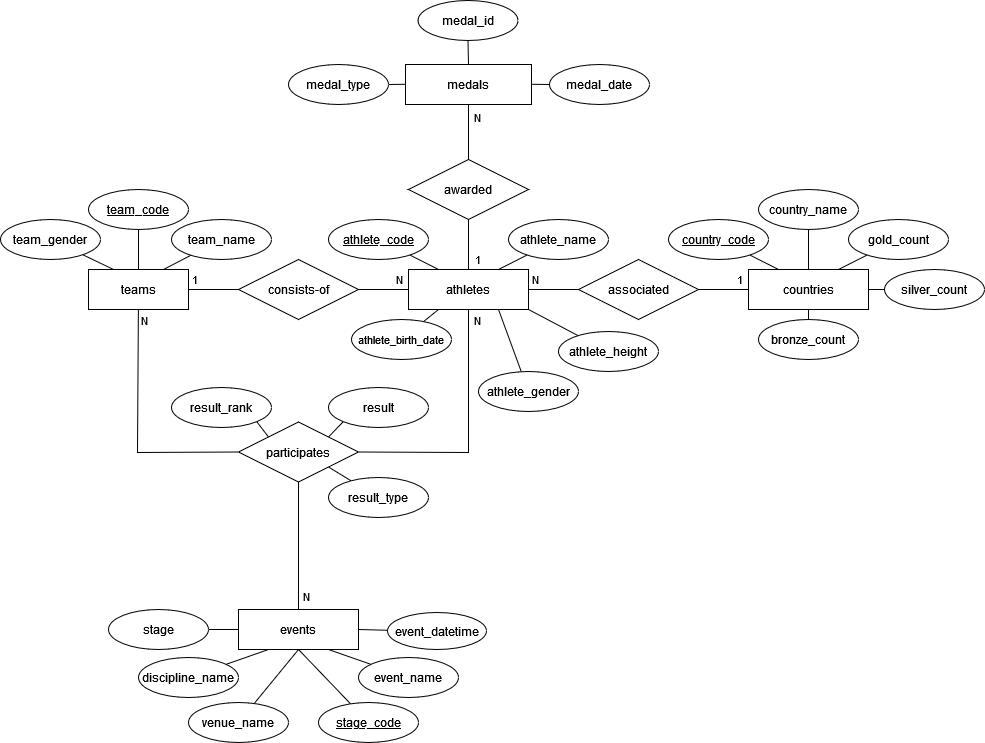 medal_id
medal_type
medals
medal_date
N
awarded
team_code
team_gender
team_name
athlete_code
athlete_name
country_name
country_code
gold_count
1
teams
1
consists-of
N
athletes
N
associated
1
countries
silver_count
N
N
athlete_birth_date
bronze_count
athlete_height
athlete_gender
result_rank
result
participates
result_type
N
stage
events
event_datetime
discipline_name
event_name
venue_name
stage_code